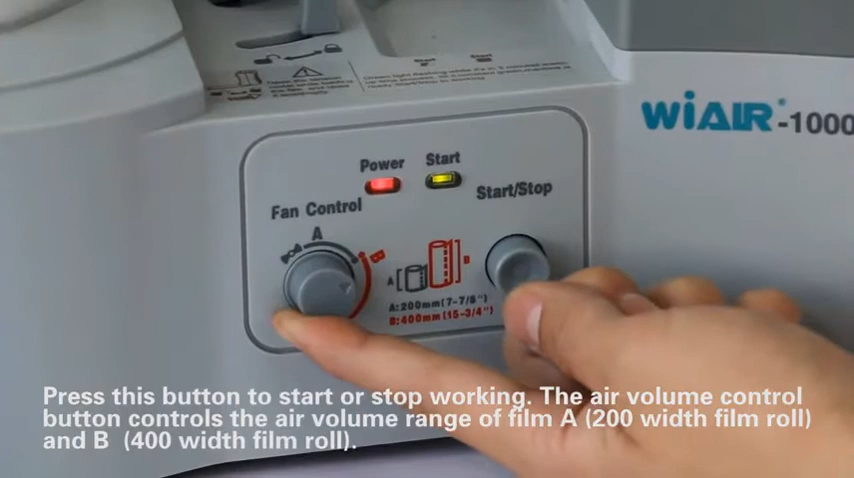 Start
WiAIR®-1000
Power
Start
Start/Stop
Fan Control
A
B
A
B
A:200mm(7-7/8")
B:400mm(15-3/4")
Press this button to start or stop working. The air volume control
button controls the air volume range of film A (200 width film roll)
and B (400 width film roll).